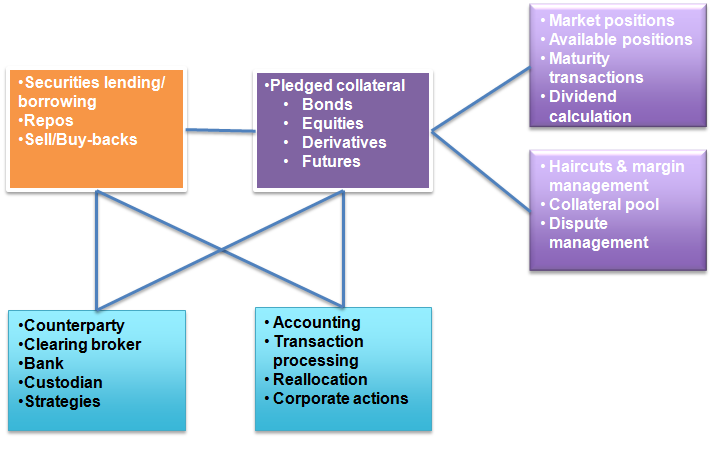 •Securities lending/
borrowing
•Repos
•Sell/Buy-backs
•Pledged collateral
• Bonds
• Equities
• Derivatives
• Futures
• Market positions
• Available positions
• Maturity
transactions
• Dividend
calculation
• Haircuts & margin
management
• Collateral pool
• Dispute
management
•Counterparty
•Clearing broker
•Bank
•Custodian
•Strategies
• Accounting
• Transaction
processing
• Reallocation
• Corporate actions